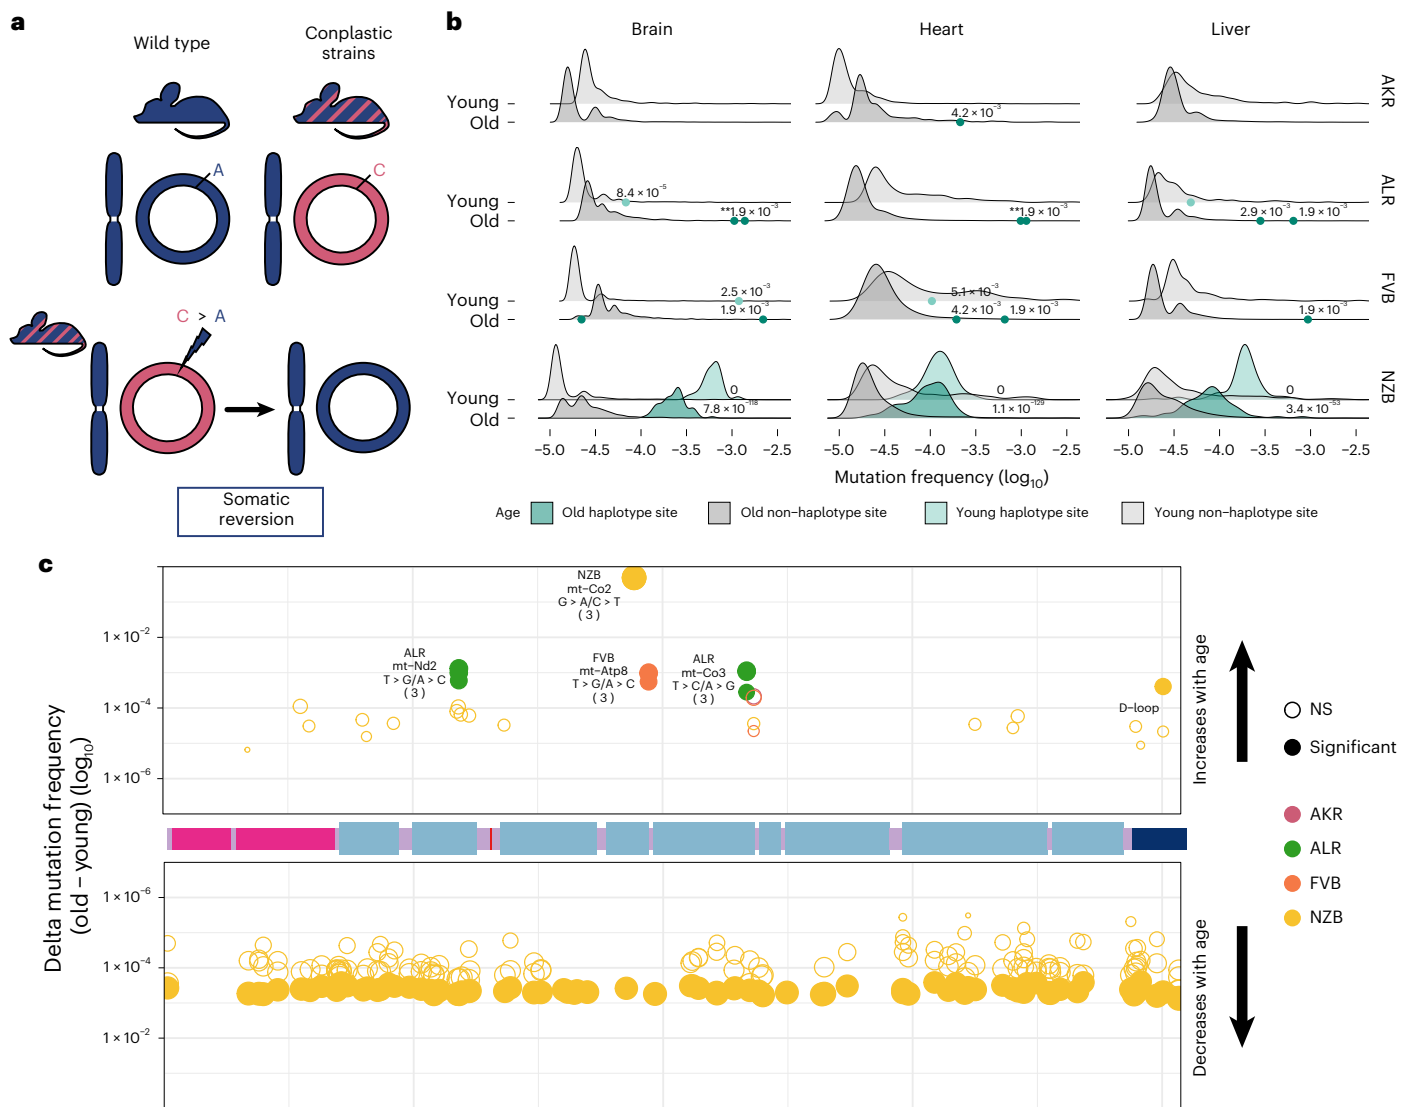 a
Wild type
Conplastic
strains
A
C
C > A
Somatic
reversion
b
Brain
Heart
Liver
Young
Old
4.2 × 10⁻³
AKR
Young
Old
8.4 × 10⁻⁵
**1.9 × 10⁻³
**1.9 × 10⁻³
2.9 × 10⁻³
1.9 × 10⁻³
ALR
Young
Old
2.5 × 10⁻³
1.9 × 10⁻³
5.1 × 10⁻³
4.2 × 10⁻³
1.9 × 10⁻³
1.9 × 10⁻³
FVB
Young
Old
0
7.8 × 10⁻¹¹⁸
0
1.1 × 10⁻¹²⁹
0
3.4 × 10⁻⁵³
NZB
−5.0 −4.5 −4.0 −3.5 −3.0 −2.5
−5.0 −4.5 −4.0 −3.5 −3.0 −2.5
−5.0 −4.5 −4.0 −3.5 −3.0 −2.5
Mutation frequency (log₁₀)
Age
Old haplotype site
Old non−haplotype site
Young haplotype site
Young non−haplotype site
c
Delta mutation frequency
(old − young) (log₁₀)
1 × 10⁻²
1 × 10⁻⁴
1 × 10⁻⁶
NZB
mt−Co2
G > A/C > T
( 3 )
ALR
mt−Nd2
T > G/A > C
( 3 )
FVB
mt−Atp8
T > G/A > C
( 3 )
ALR
mt−Co3
T > C/A > G
( 3 )
D−loop
Increases with age
1 × 10⁻⁶
1 × 10⁻⁴
1 × 10⁻²
Decreases with age
NS
Significant
AKR
ALR
FVB
NZB